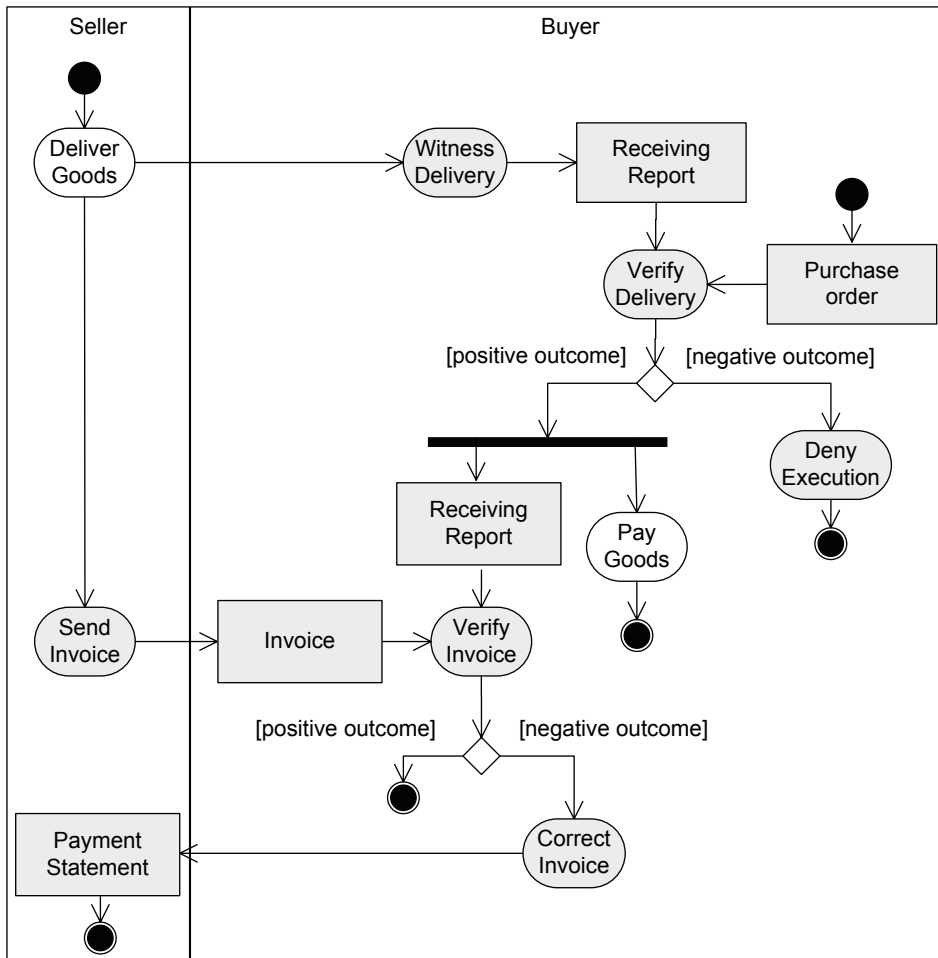 Seller
Buyer
Deliver
Goods
Witness
Delivery
Receiving
Report
Verify
Delivery
Purchase
order
[positive outcome]
[negative outcome]
Deny
Execution
Receiving
Report
Pay
Goods
Send
Invoice
Invoice
Verify
Invoice
[positive outcome]
[negative outcome]
Payment
Statement
Correct
Invoice